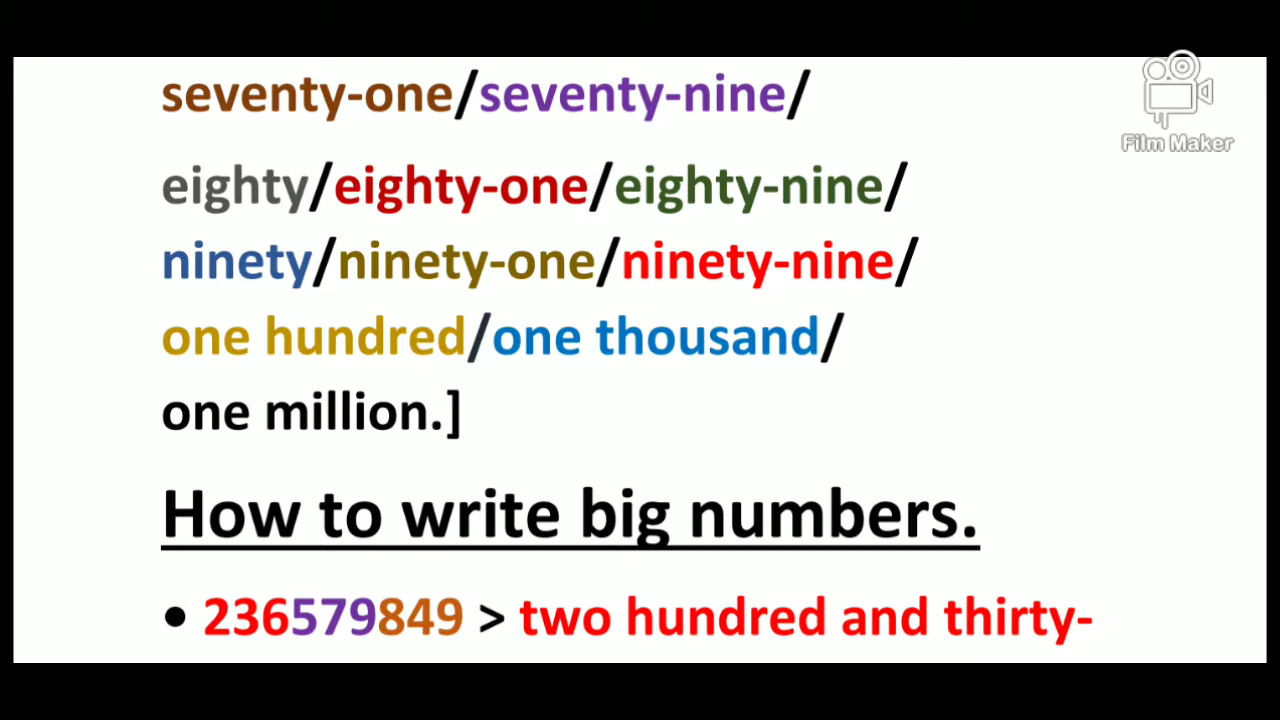 seventy-one/seventy-nine/
Film Maker
eighty/eighty-one/eighty-nine/
ninety/ninety-one/ninety-nine/
one hundred/one thousand/
one million.]
How to write big numbers.
• 236579849 > two hundred and thirty-